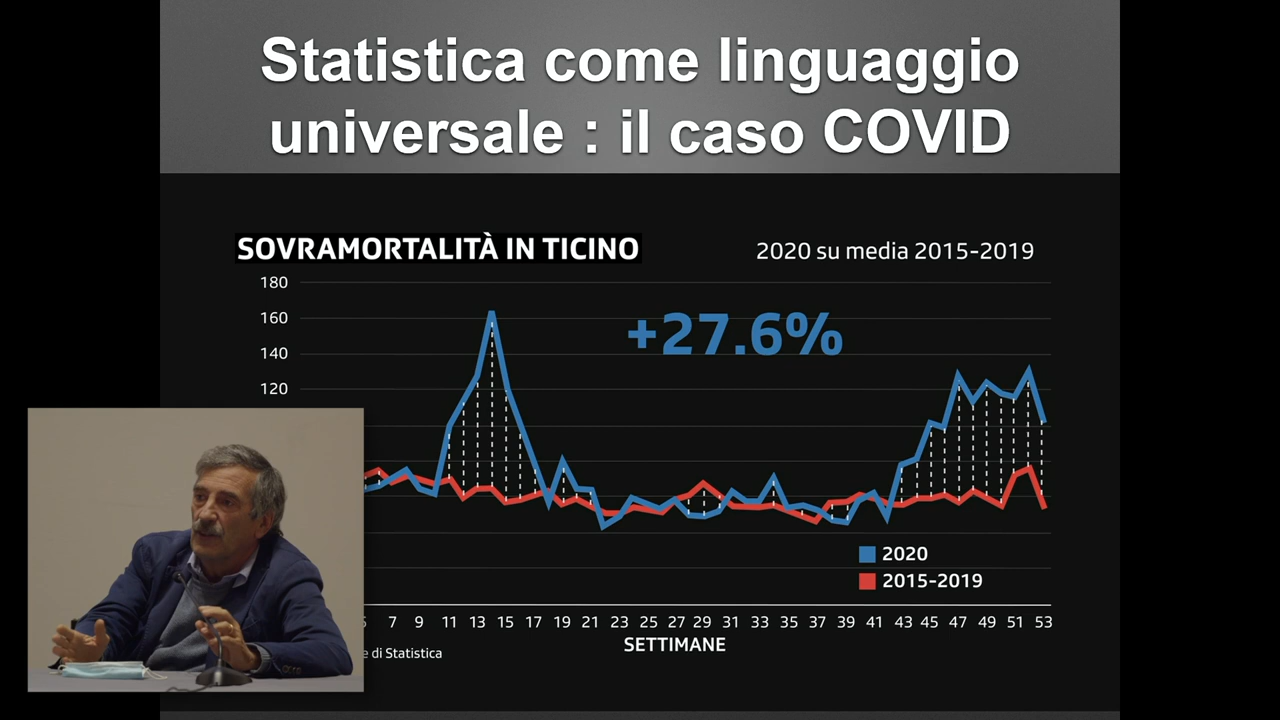 Statistica come linguaggio
universale : il caso COVID
SOVRAMORTALITÀ IN TICINO
2020 su media 2015-2019
180
160
140
120
+27.6%
2020
2015-2019
7 9 11 13 15 17 19 21 23 25 27 29 31 33 35 37 39 41 43 45 47 49 51 53
SETTIMANE
di Statistica